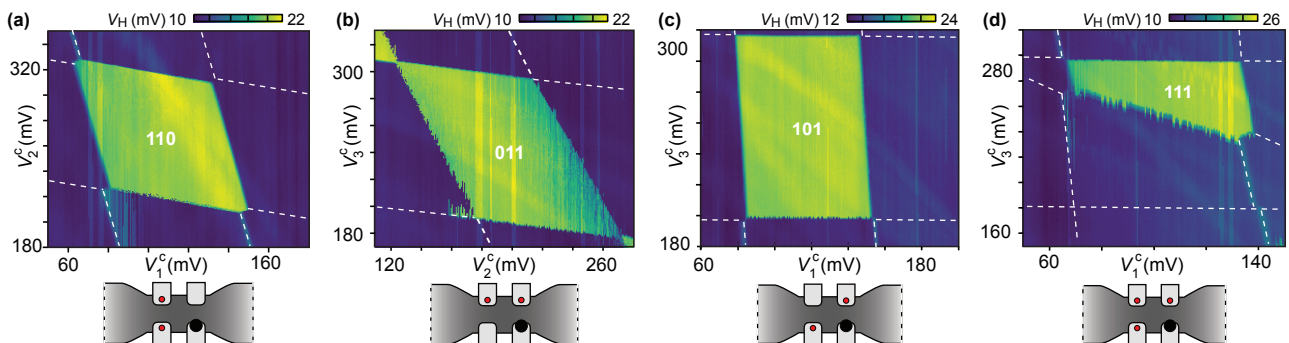 (a) V_H (mV) 10 22
320
V_2^c (mV)
110
180
60 V_1^c (mV) 160
(b) V_H (mV) 10 22
300
V_3^c (mV)
011
180
120 V_2^c (mV) 260
(c) V_H (mV) 12 24
300
V_3^c (mV)
101
180
60 V_1^c (mV) 180
(d) V_H (mV) 10 26
280
V_3^c (mV)
111
160
60 V_1^c (mV) 140